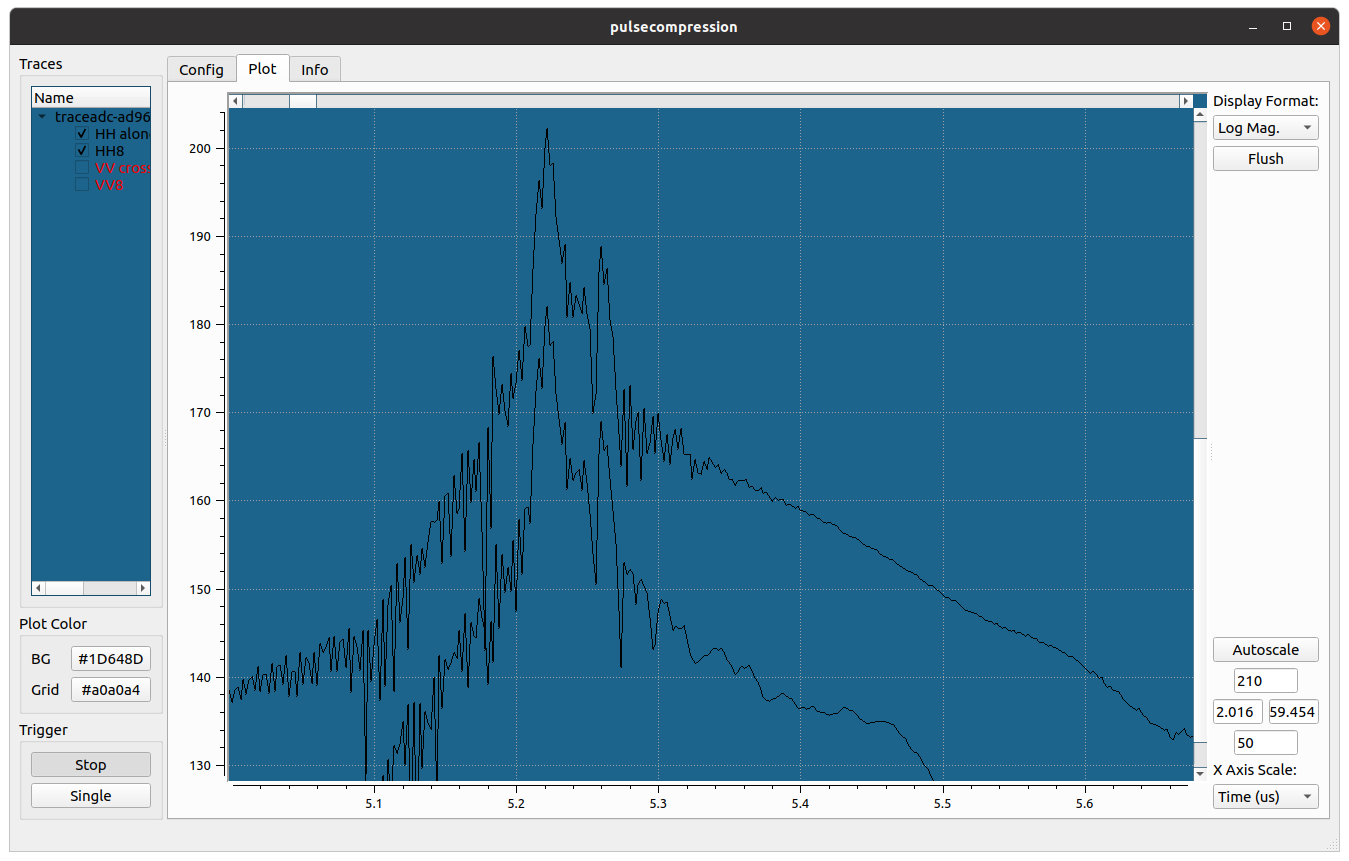 pulsecompression
Traces
Name
traceadc-ad96
HH alon
HH8
VV cross
VV8
Plot Color
BG #1D648D
Grid #a0a0a4
Trigger
Stop
Single
Config Plot Info
200
190
180
170
160
150
140
130
5.1 5.2 5.3 5.4 5.5 5.6
Display Format:
Log Mag.
Flush
Autoscale
210
2.016 59.454
50
X Axis Scale:
Time (us)